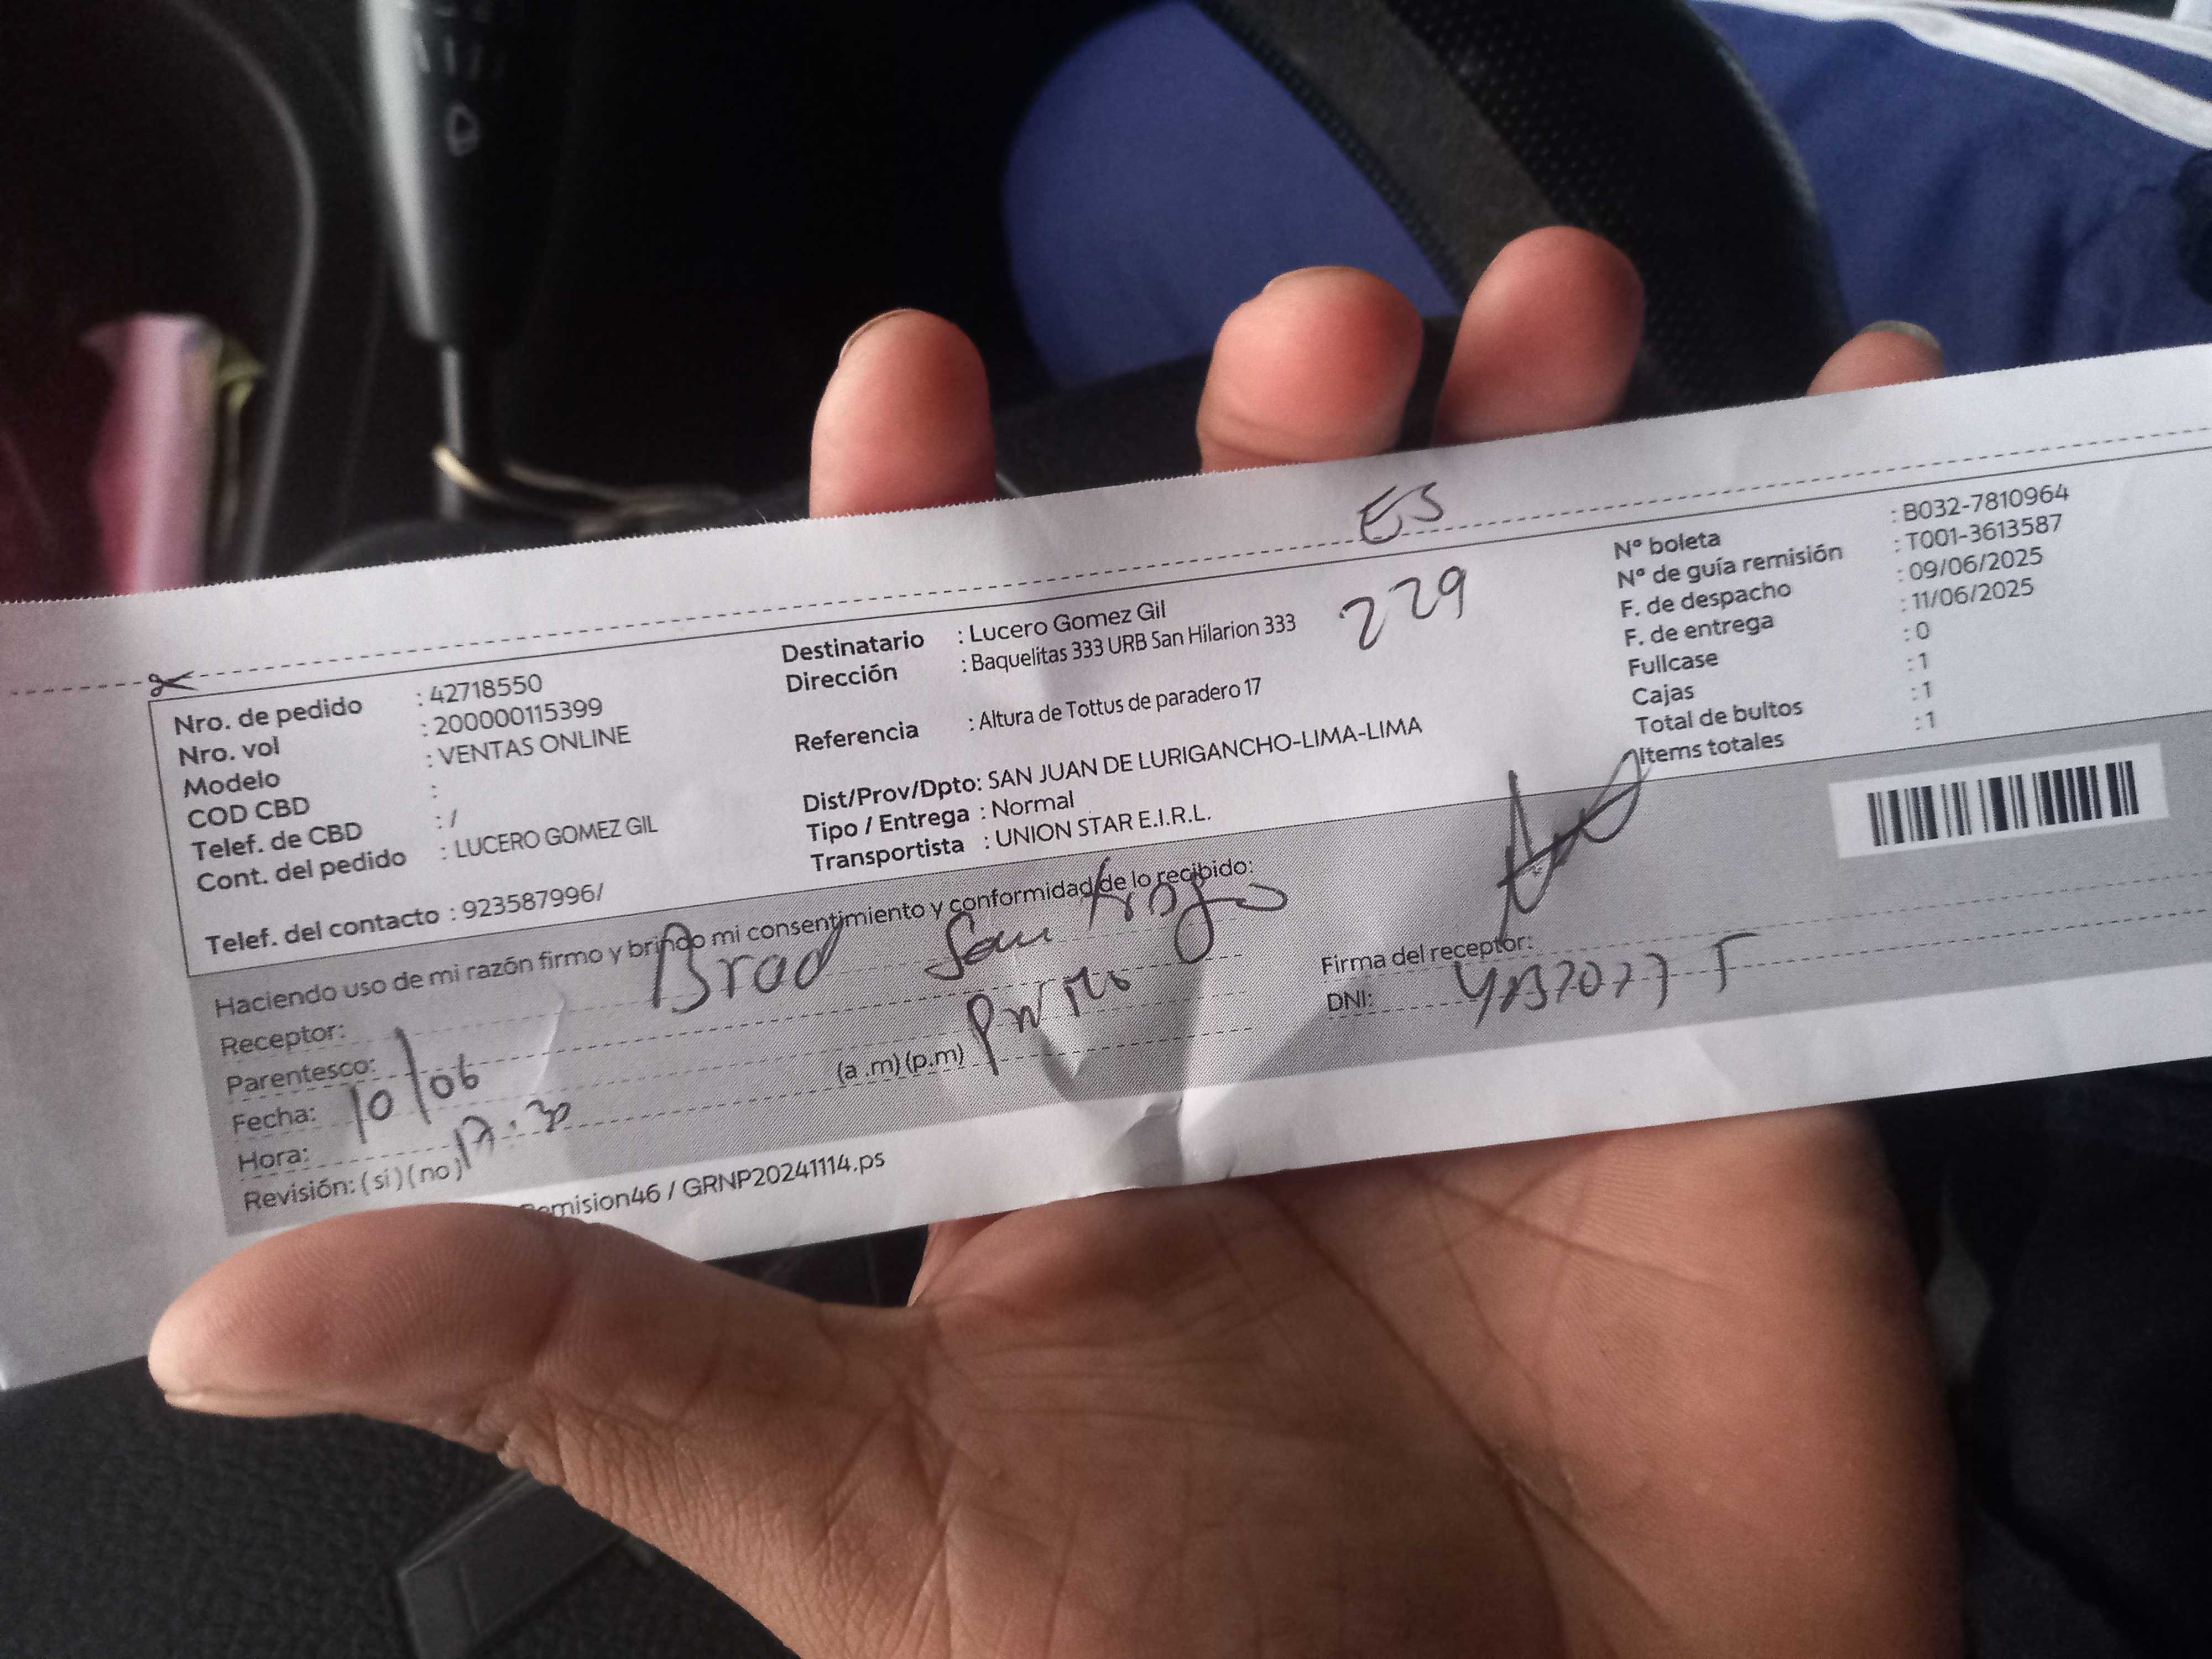 ES
229
Nro. de pedido : 42718550
Nro. vol : 200000115399
Modelo : VENTAS ONLINE
COD CBD :
Telef. de CBD : /
Cont. del pedido : LUCERO GOMEZ GIL
Telef. del contacto : 923587996/
Destinatario : Lucero Gomez Gil
Dirección : Baquelitas 333 URB San Hilarion 333
Referencia : Altura de Tottus de paradero 17
Dist/Prov/Dpto: SAN JUAN DE LURIGANCHO-LIMA-LIMA
Tipo / Entrega : Normal
Transportista : UNION STAR E.I.R.L.
N° boleta : B032-7810964
N° de guía remisión : T001-3613587
F. de despacho : 09/06/2025
F. de entrega : 11/06/2025
Fullcase : 0
Cajas : 1
Total de bultos : 1
Items totales : 1
Haciendo uso de mi razón firmo y brindo mi consentimiento y conformidad de lo recibido:
Receptor: Brad
Parentesco:
Fecha: 10/06
Hora: 17:30 (a .m) (p.m)
Revisión: (si) (no)
Firma del receptor:
DNI:
emision46 / GRNP20241114.ps